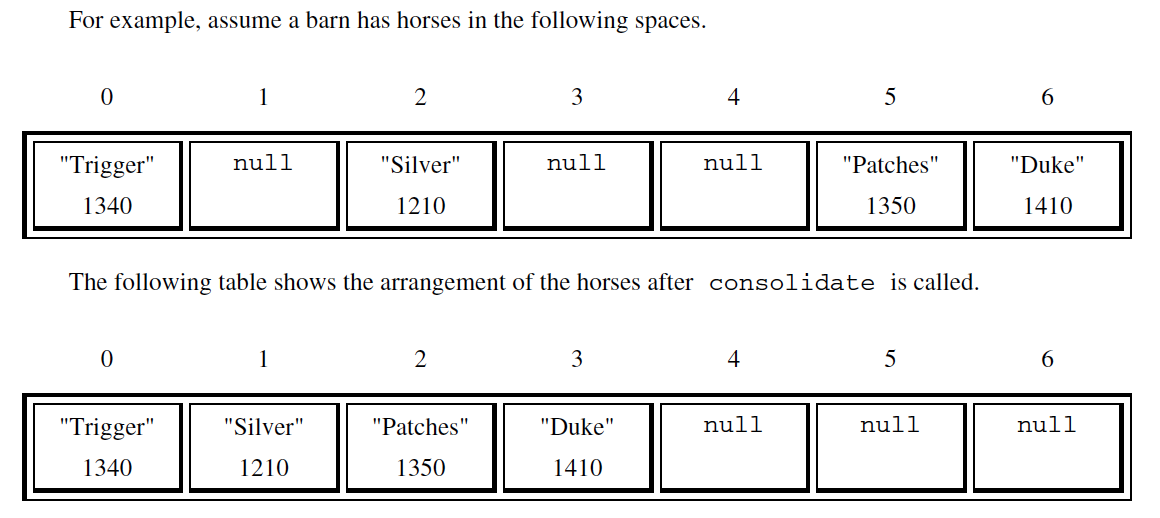 For example, assume a barn has horses in the following spaces.
0 1 2 3 4 5 6
"Trigger" null "Silver" null null "Patches" "Duke"
1340 1210 1350 1410
The following table shows the arrangement of the horses after consolidate is called.
0 1 2 3 4 5 6
"Trigger" "Silver" "Patches" "Duke" null null null
1340 1210 1350 1410